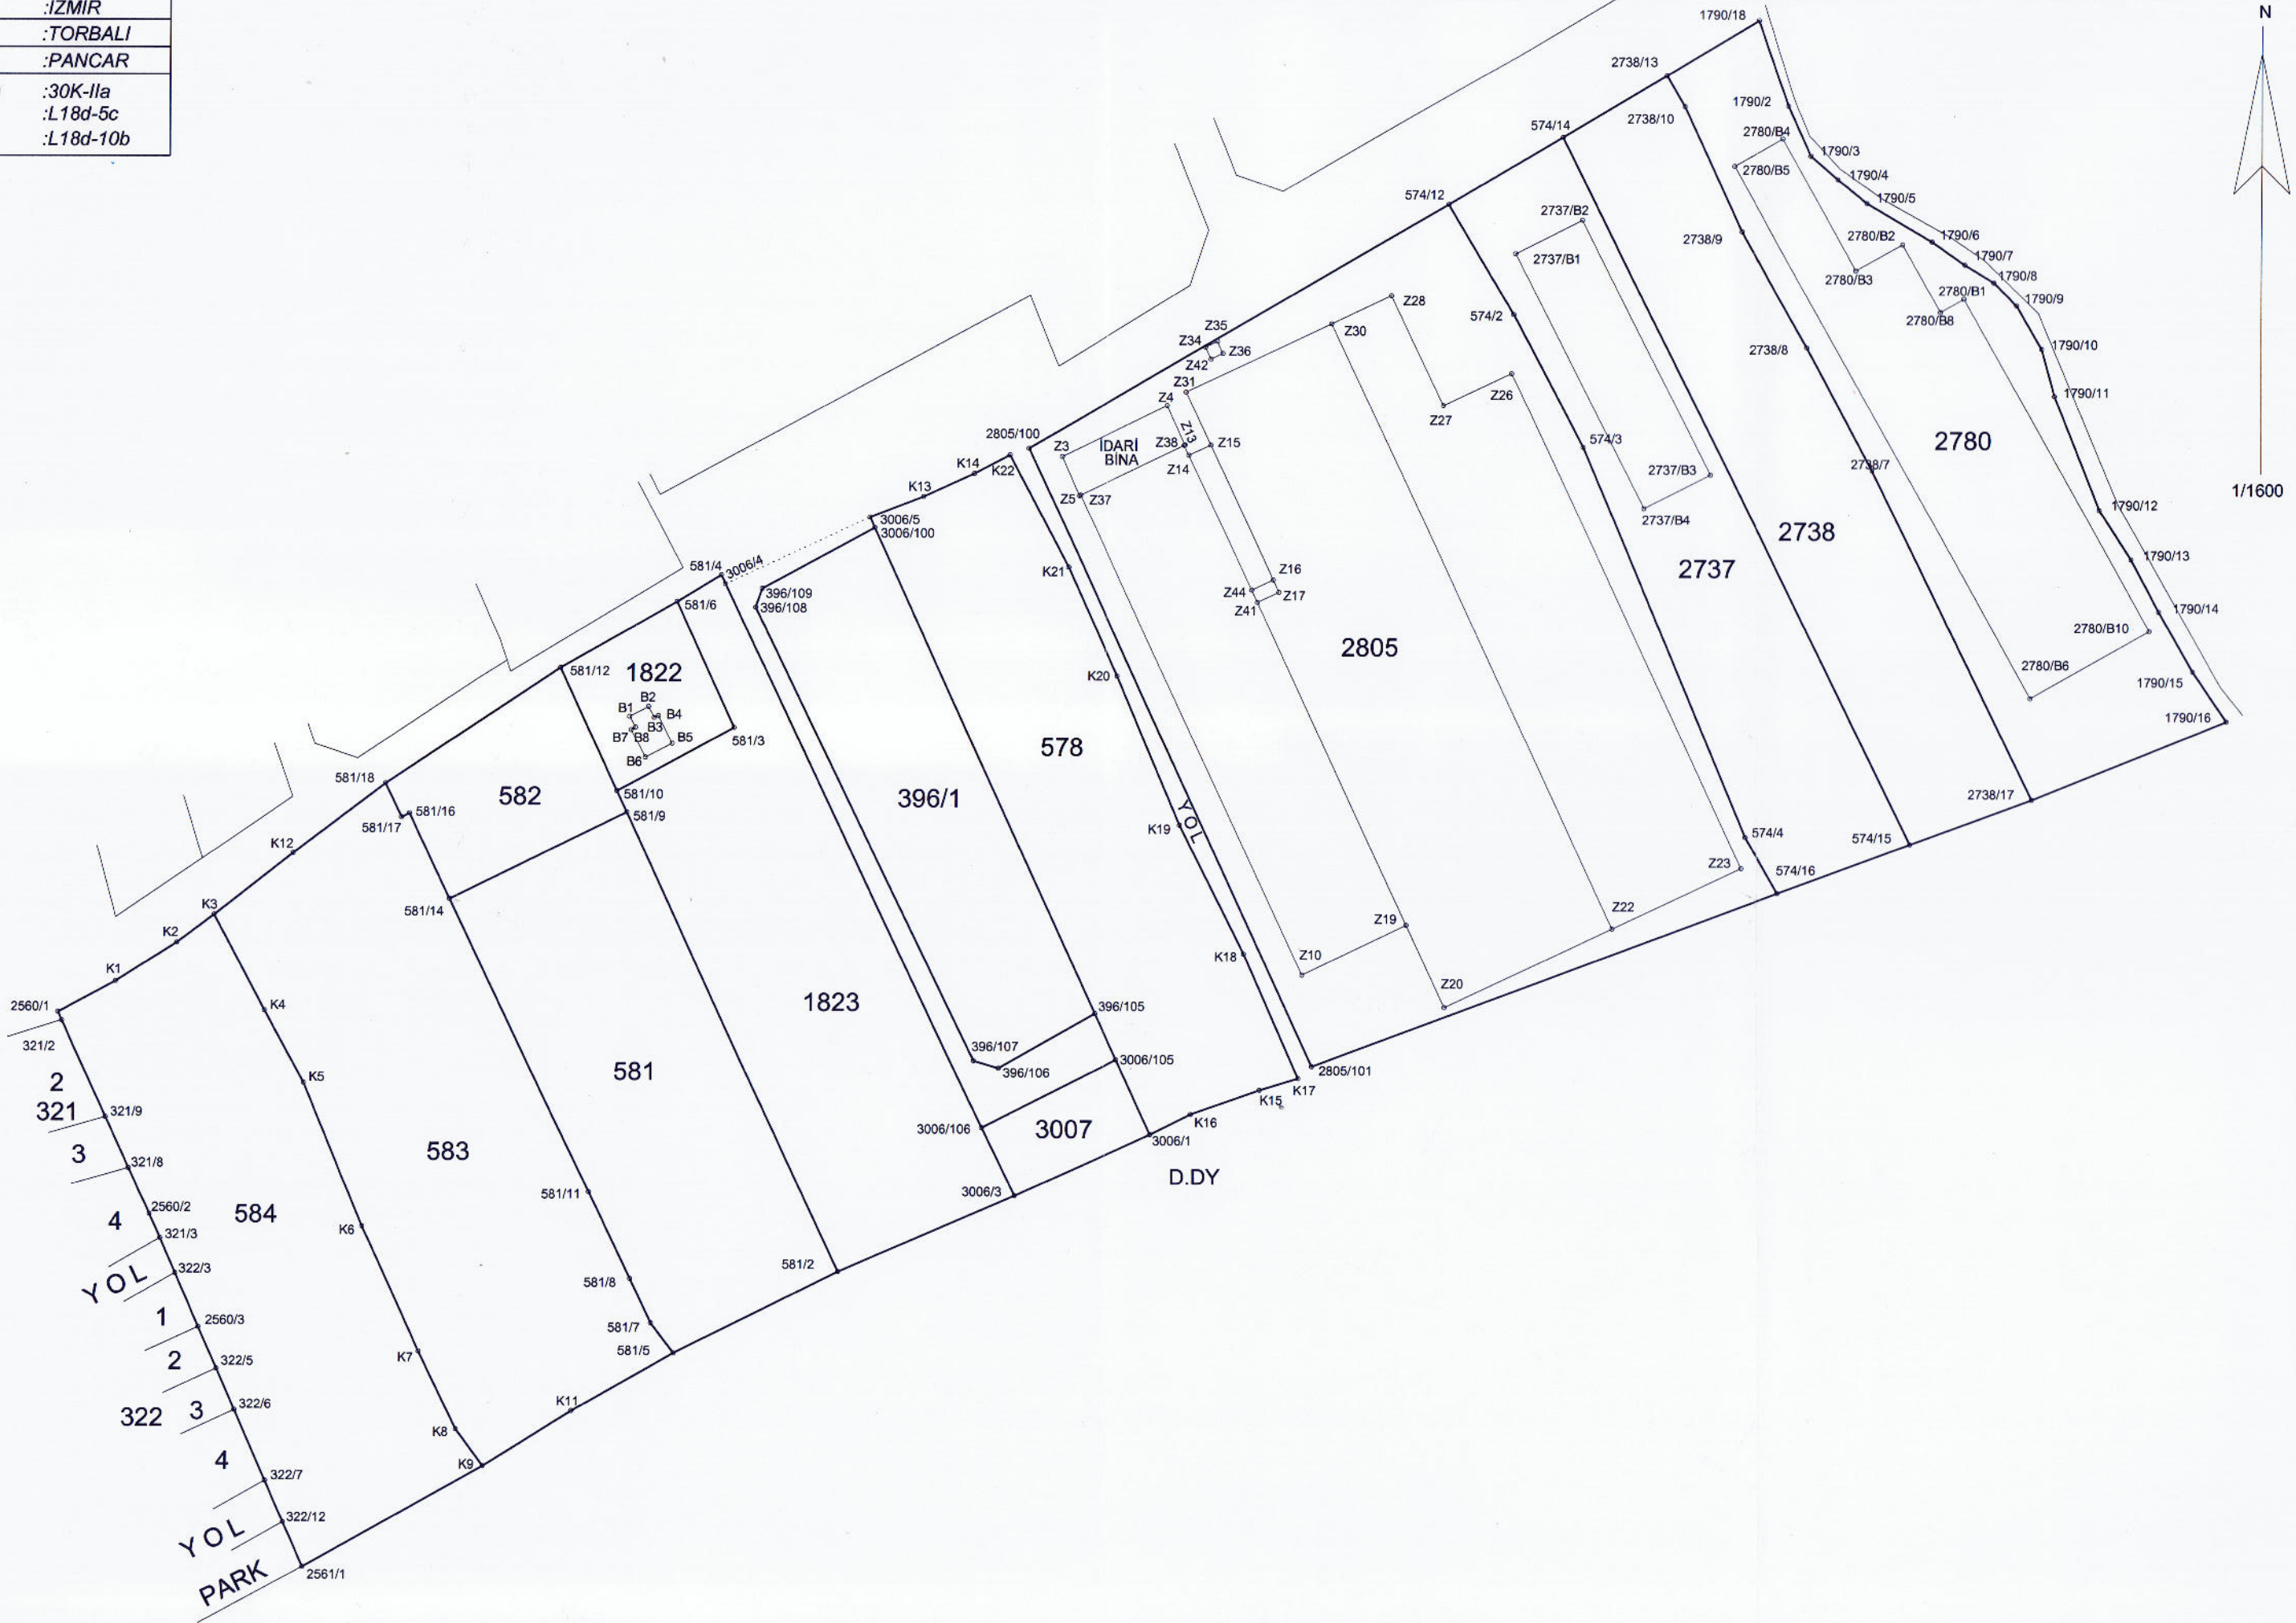 :İZMİR
:TORBALI
:PANCAR
:30K-IIa
:L18d-5c
:L18d-10b
N
1/1600
1790/18
2738/13
1790/2
2738/10
574/14
2780/B4
1790/3
2780/B5
1790/4
574/12
1790/5
2737/B2
2738/9
2780/B2
1790/6
2737/B1
1790/7
2780/B3
1790/8
2780/B1
1790/9
Z28
574/2
2780/B8
Z35
Z30
Z34
Z36
Z42
2738/8
1790/10
Z31
Z26
1790/11
Z4
Z27
2805/100
Z13
Z3
İDARİ
BİNA
Z38
Z15
574/3
2780
Z14
K14
K22
2738/7
2737/B3
K13
Z5
Z37
1790/12
3006/5
3006/100
2737/B4
2738
1790/13
581/4
3006/4
K21
Z16
2737
396/109
396/108
Z44
Z17
Z41
581/6
1790/14
2780/B10
2805
581/12
1822
K20
2780/B6
1790/15
B1
B2
B4
B3
B7
B8
B5
B6
581/3
578
1790/16
581/18
582
581/10
396/1
2738/17
581/16
581/17
581/9
YOL
K19
574/4
574/15
K12
Z23
574/16
K3
581/14
Z22
K2
Z19
K1
K18
Z10
Z20
2560/1
K4
1823
396/105
321/2
396/107
3006/105
396/106
2805/101
K5
581
K17
2
K15
321
321/9
K16
3006/106
3007
3006/1
3
321/8
583
D.DY
581/11
3006/3
4
2560/2
584
321/3
K6
322/3
YOL
581/2
581/8
1
2560/3
581/7
K7
581/5
2
322/5
322
3
322/6
K11
K8
4
K9
322/7
322/12
YOL
PARK
2561/1